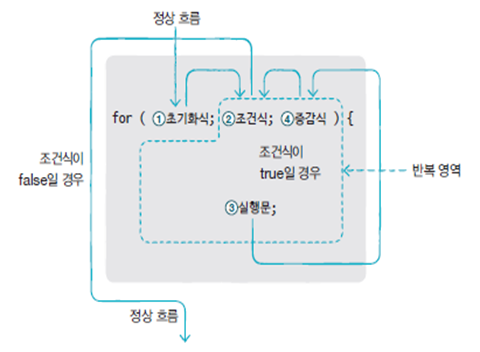 정상 흐름
for ( ①초기화식; ②조건식; ④증감식 ) {
조건식이
false일 경우
조건식이
true일 경우
반복 영역
③실행문;
정상 흐름